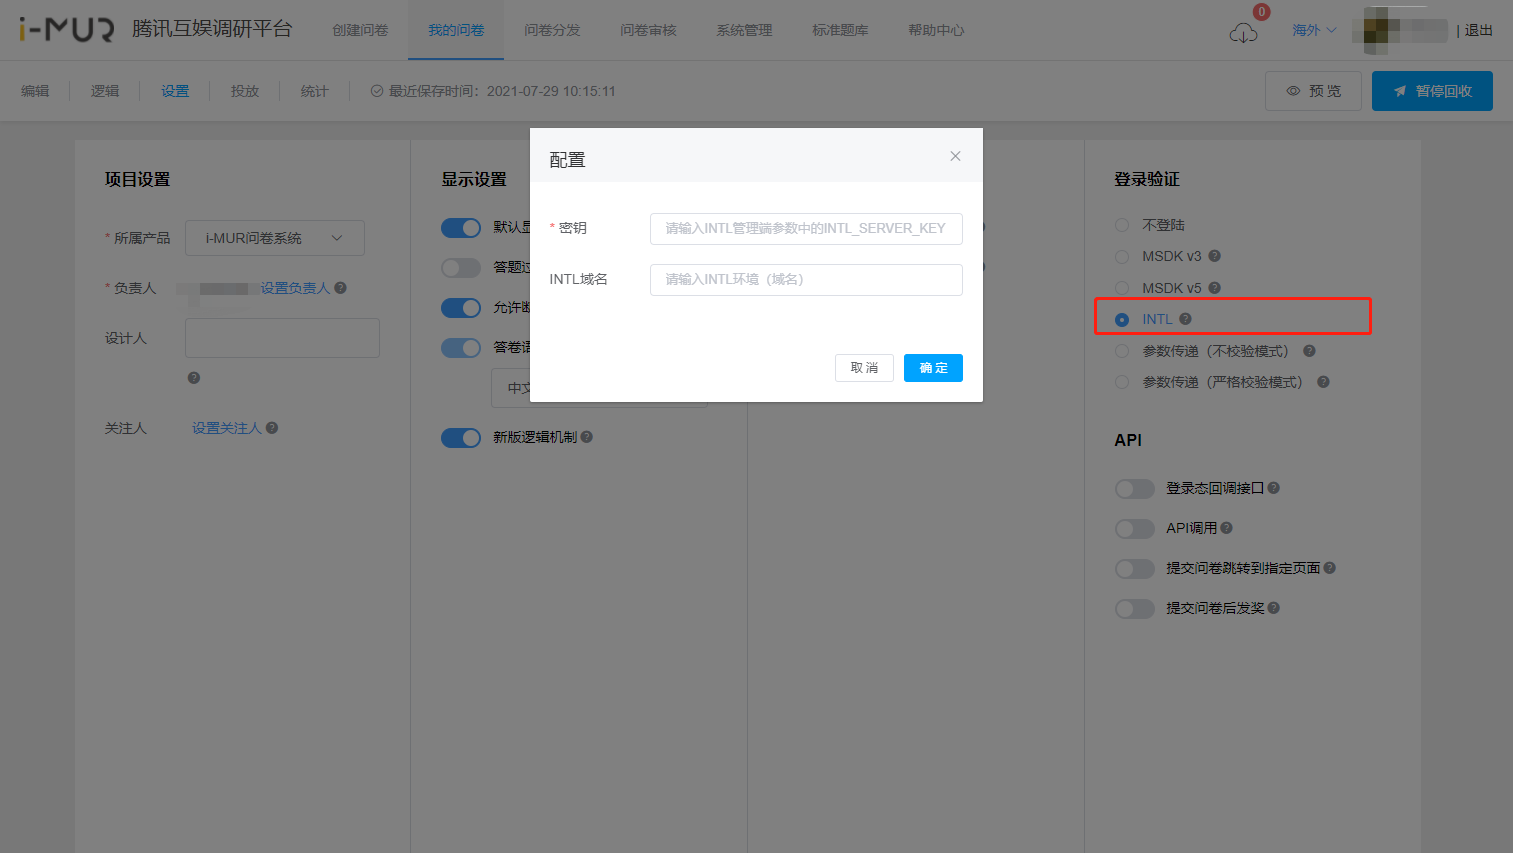 i-MUR 腾讯互娱调研平台 创建问卷 我的问卷 问卷分发 问卷审核 系统管理 标准题库 帮助中心 0 海外 | 退出
编辑 逻辑 设置 投放 统计 最近保存时间：2021-07-29 10:15:11 预 览 暂停回收
配置
* 密钥 请输入INTL管理端参数中的INTL_SERVER_KEY
INTL域名 请输入INTL环境（域名）
取 消 确 定
项目设置
* 所属产品 i-MUR问卷系统
* 负责人 设置负责人 ?
设计人
?
关注人 设置关注人 ?
显示设置
默认显
答题过
允许断
答卷语
中文
新版逻辑机制 ?
登录验证
不登陆
MSDK v3 ?
MSDK v5 ?
INTL ?
参数传递（不校验模式） ?
参数传递（严格校验模式） ?
API
登录态回调接口 ?
API调用 ?
提交问卷跳转到指定页面 ?
提交问卷后发奖 ?